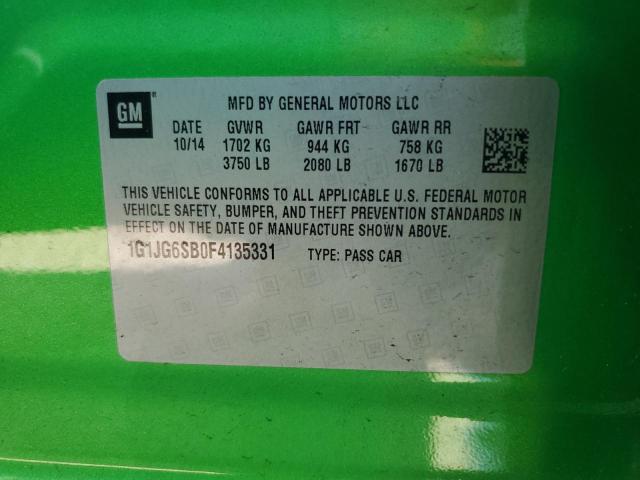 GM
MFD BY GENERAL MOTORS LLC
DATE GVWR GAWR FRT GAWR RR
10/14 1702 KG 944 KG 758 KG
3750 LB 2080 LB 1670 LB
THIS VEHICLE CONFORMS TO ALL APPLICABLE U.S. FEDERAL MOTOR
VEHICLE SAFETY, BUMPER, AND THEFT PREVENTION STANDARDS IN
EFFECT ON THE DATE OF MANUFACTURE SHOWN ABOVE.
1G1JG6SB0F4135331 TYPE: PASS CAR